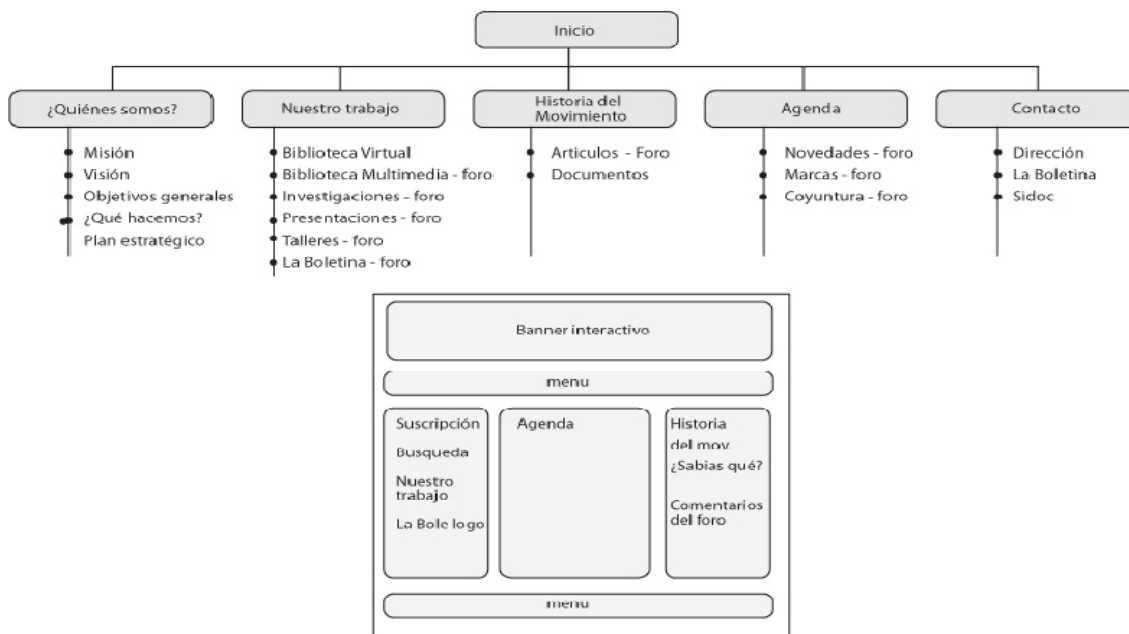 Inicio
¿Quiénes somos?
Misión
Visión
Objetivos generales
¿Qué hacemos?
Plan estratégico
Nuestro trabajo
Biblioteca Virtual
Biblioteca Multimedia - foro
Investigaciones - foro
Presentaciones - foro
Talleres - foro
La Boletina - foro
Historia del
Movimiento
Articulos - Foro
Documentos
Agenda
Novedades - foro
Marcas - foro
Coyuntura - foro
Contacto
Dirección
La Boletina
Sidoc
Banner interactivo
menu
Suscripción
Busqueda
Nuestro
trabajo
La Bolle logo
Agenda
Historia
del mov.
¿Sabias qué?
Comentarios
del foro
menu